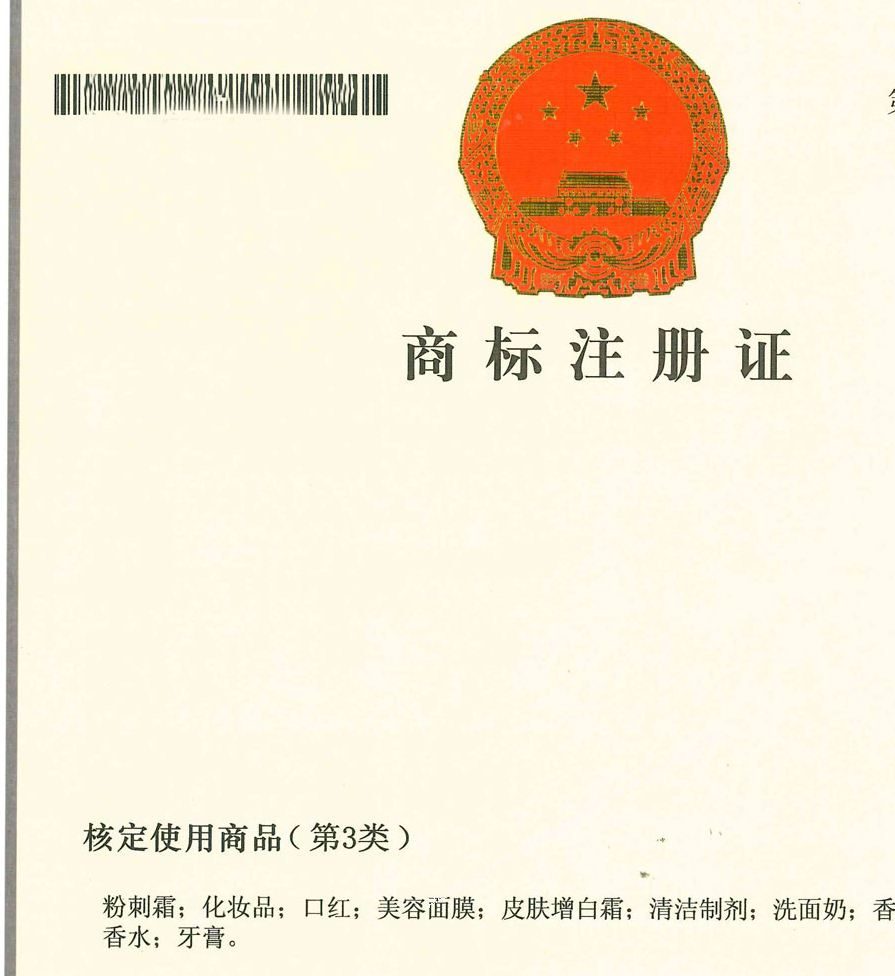 商标注册证
核定使用商品（第3类）
粉刺霜；化妆品；口红；美容面膜；皮肤增白霜；清洁制剂；洗面奶；香
香水；牙膏。